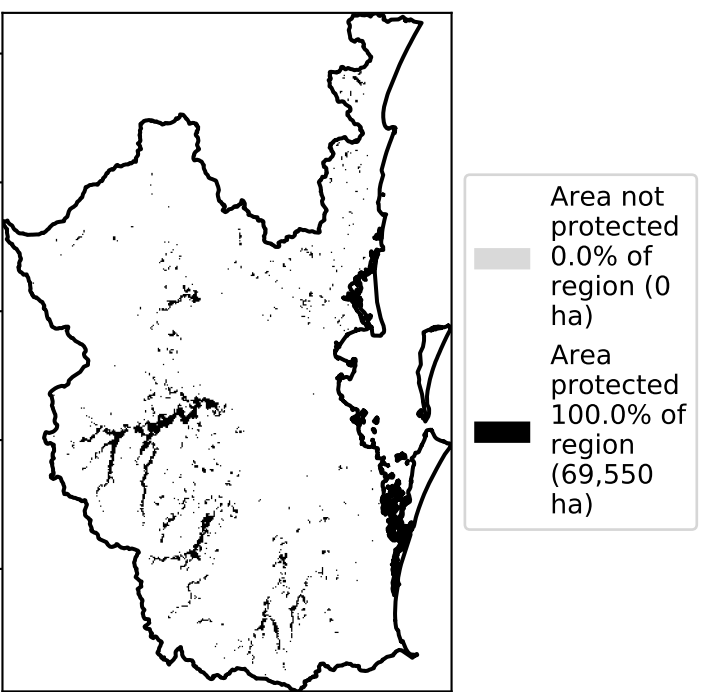 Area not
protected
0.0% of
region (0
ha)
Area
protected
100.0% of
region
(69,550
ha)